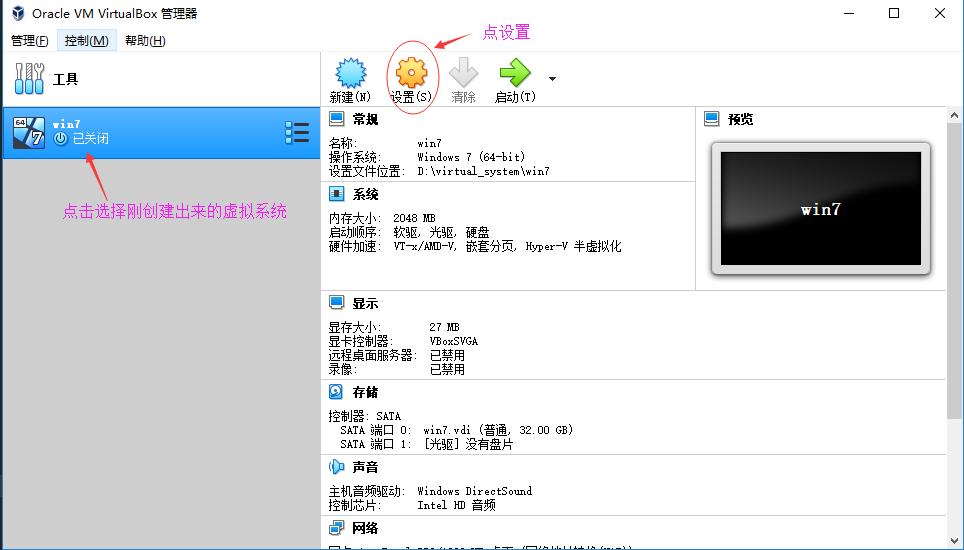 Oracle VM VirtualBox 管理器
管理(F) 控制(M) 帮助(H)
点设置
工具
新建(N) 设置(S) 清除 启动(T)
64 7
win7
已关闭
点击选择刚创建出来的虚拟系统
常规
名称: win7
操作系统: Windows 7 (64-bit)
设置文件位置: D:\virtual_system\win7
预览
win7
系统
内存大小: 2048 MB
启动顺序: 软驱, 光驱, 硬盘
硬件加速: VT-x/AMD-V, 嵌套分页, Hyper-V 半虚拟化
显示
显存大小: 27 MB
显卡控制器: VBoxSVGA
远程桌面服务器: 已禁用
录像: 已禁用
存储
控制器: SATA
SATA 端口 0: win7.vdi (普通, 32.00 GB)
SATA 端口 1: [光驱] 没有盘片
声音
主机音频驱动: Windows DirectSound
控制芯片: Intel HD 音频
网络